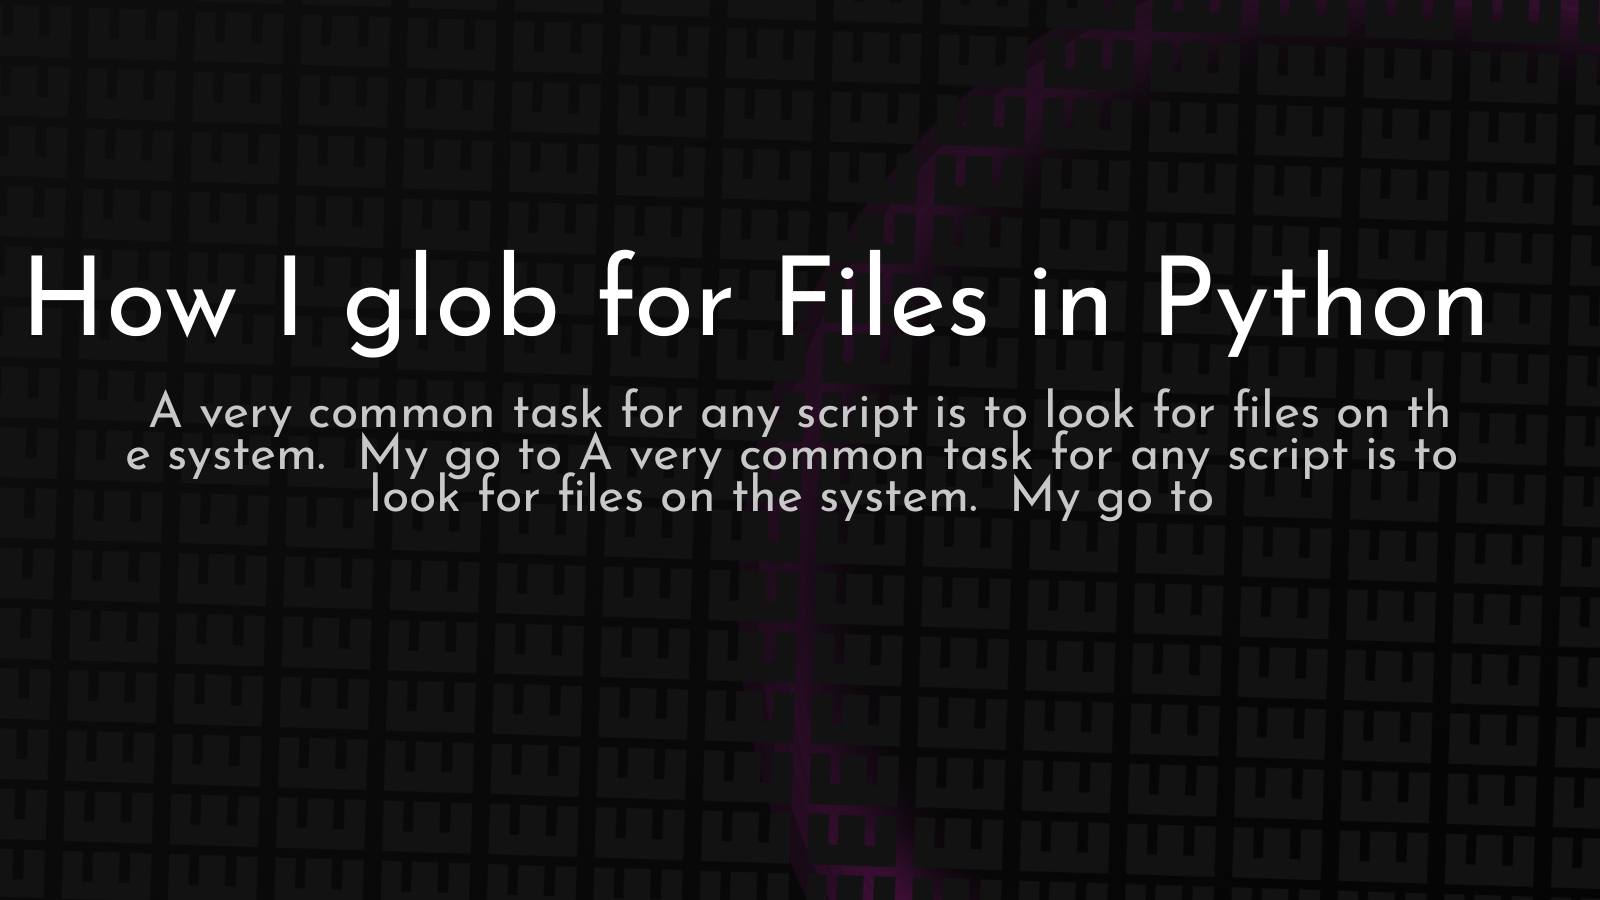 How I glob for Files in Python
A very common task for any script is to look for files on th
e system.  My go to A very common task for any script is to
look for files on the system.  My go to